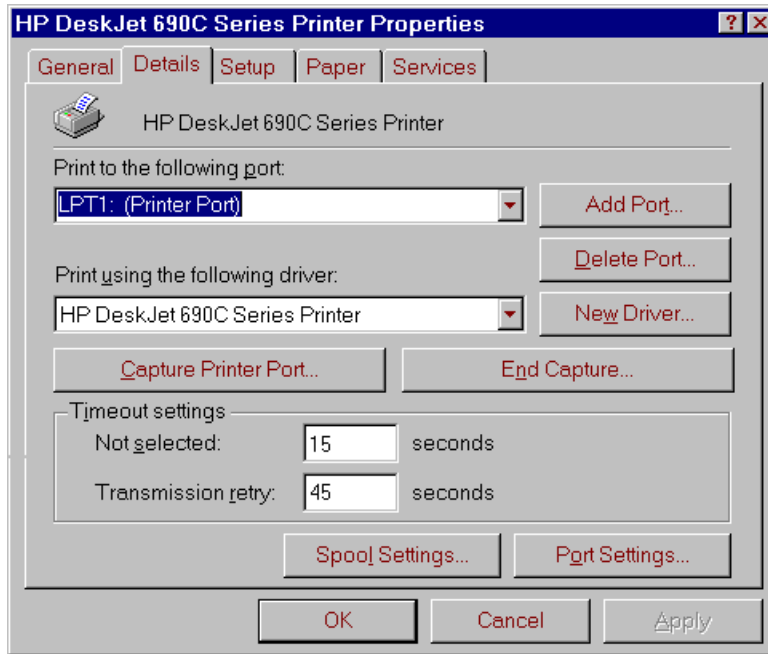 HP DeskJet 690C Series Printer Properties
General Details Setup Paper Services
HP DeskJet 690C Series Printer
Print to the following port:
LPT1: (Printer Port)
Add Port...
Delete Port...
Print using the following driver:
HP DeskJet 690C Series Printer
New Driver...
Capture Printer Port... End Capture...
Timeout settings
Not selected: 15 seconds
Transmission retry: 45 seconds
Spool Settings... Port Settings...
OK Cancel Apply